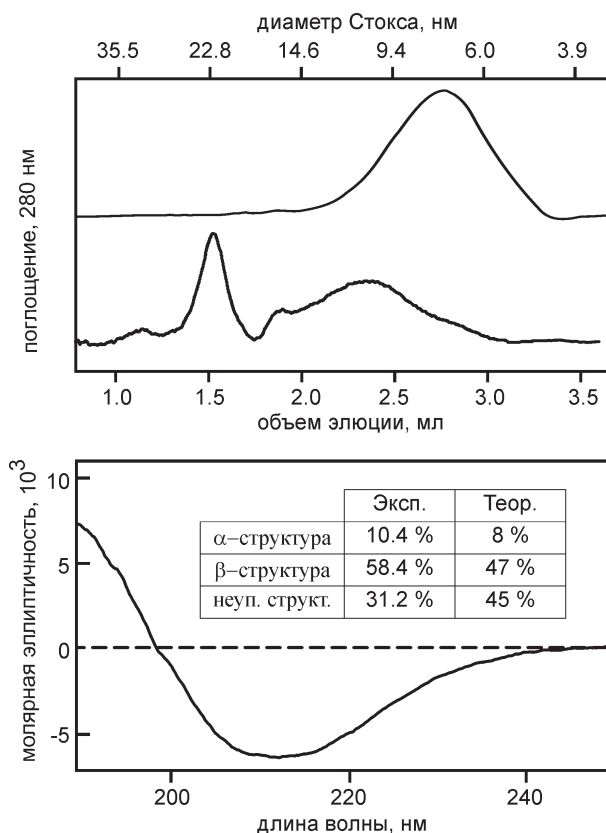 диаметр Стокса, нм
35.5 22.8 14.6 9.4 6.0 3.9
поглощение, 280 нм
1.0 1.5 2.0 2.5 3.0 3.5
объем элюции, мл
молярная эллиптичность, 10³
10
5
0
-5
Эксп. Теор.
α–структура 10.4 % 8 %
β–структура 58.4 % 47 %
неуп. структ. 31.2 % 45 %
200 220 240
длина волны, нм